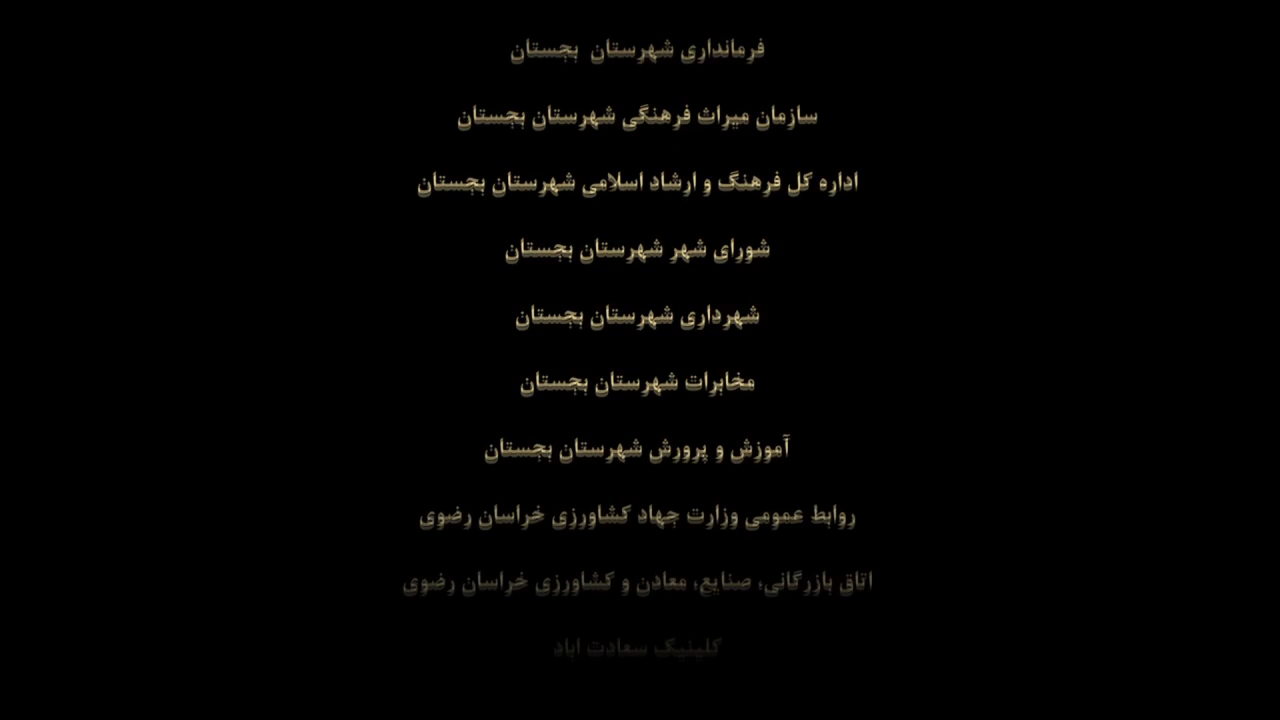 فرمانداری شهرستان بجستان
سازمان میراث فرهنگی شهرستان بجستان
اداره کل فرهنگ و ارشاد اسلامی شهرستان بجستان
شورای شهر شهرستان بجستان
شهرداری شهرستان بجستان
مخابرات شهرستان بجستان
آموزش و پرورش شهرستان بجستان
روابط عمومی وزارت جهاد کشاورزی خراسان رضوی
اتاق بازرگانی، صنایع، معادن و کشاورزی خراسان رضوی
کلینیک سعادت اباد